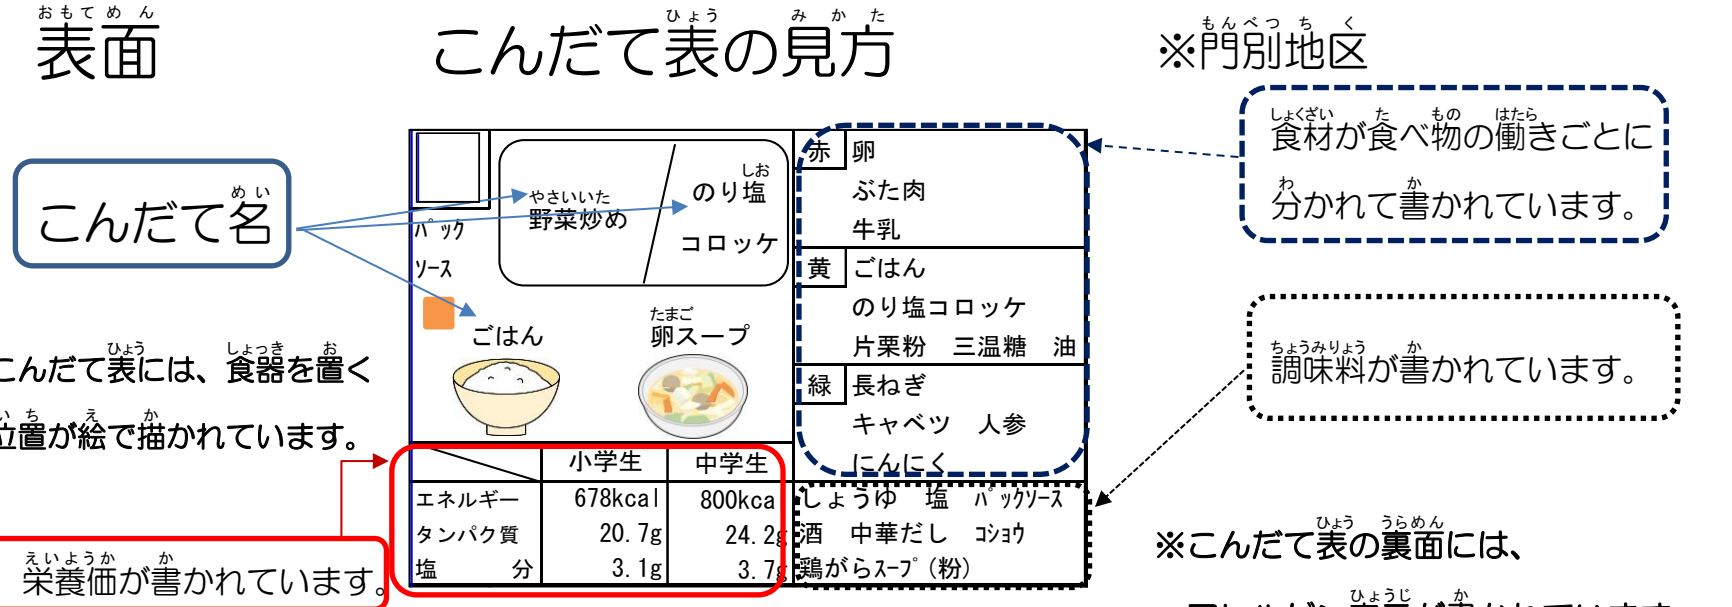 表面
こんだて表の見方
※門別地区
こんだて名
こんだて表には、食器を置く
位置が絵で描かれています。
栄養価が書かれています。
パック
ソース
野菜炒め
のり塩
コロッケ
ごはん
卵スープ
赤 卵
ぶた肉
牛乳
黄 ごはん
のり塩コロッケ
片栗粉 三温糖 油
緑 長ねぎ
キャベツ 人参
にんにく
小学生 中学生
エネルギー 678kcal 800kca
タンパク質 20.7g 24.2g
塩 分 3.1g 3.7g
しょうゆ 塩 パックソース
酒 中華だし コショウ
鶏がらスープ(粉)
食材が食べ物の働きごとに
分かれて書かれています。
調味料が書かれています。
※こんだて表の裏面には、